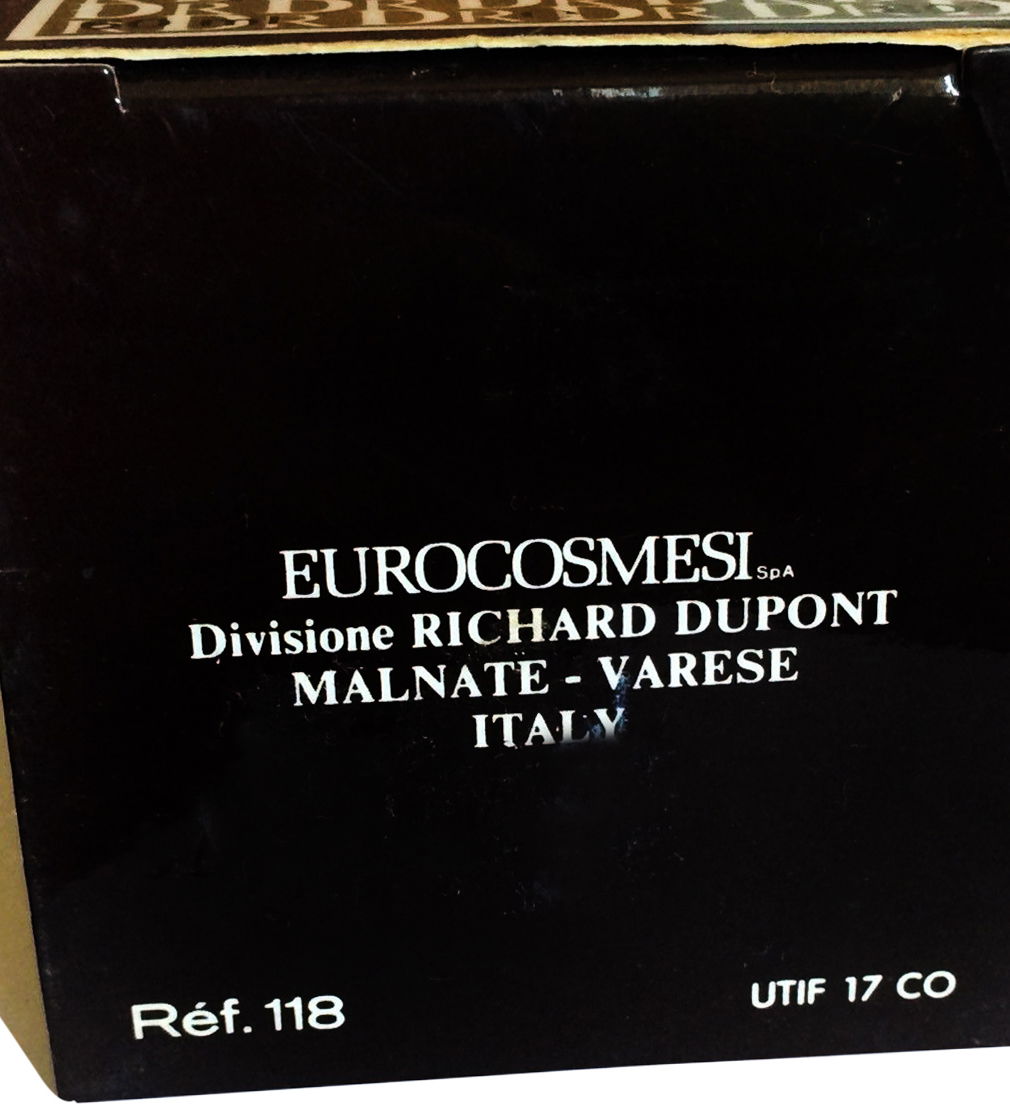 EUROCOSMESI SpA
Divisione RICHARD DUPONT
MALNATE - VARESE
ITALY
Réf. 118
UTIF 17 CO